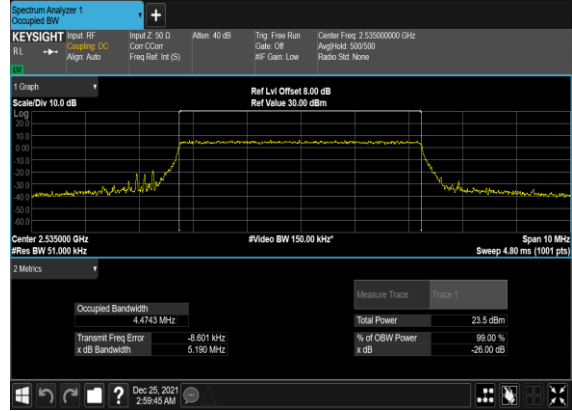 Spectrum Analyzer 1
Occupied BW
+
KEYSIGHT Input: RF Input Z: 50 Ω Atten: 40 dB Trig: Free Run Center Freq: 2.535000000 GHz
RL Coupling: DC Corr CCorr Gate: Off Avg|Hold: 500/500
Align: Auto Freq Ref: Int (S) #IF Gain: Low Radio Std: None
1 Graph
Ref Lvl Offset 8.00 dB
Scale/Div 10.0 dB Ref Value 30.00 dBm
Log
20.0
10.0
0.00
-10.0
-20.0
-30.0
-40.0
-50.0
-60.0
Center 2.535000 GHz #Video BW 150.00 kHz* Span 10 MHz
#Res BW 51.000 kHz Sweep 4.80 ms (1001 pts)
2 Metrics
Measure Trace Trace 1
Occupied Bandwidth
4.4743 MHz Total Power 23.5 dBm
Transmit Freq Error -8.601 kHz % of OBW Power 99.00 %
x dB Bandwidth 5.190 MHz x dB -26.00 dB
? Dec 25, 2021
2:59:45 AM